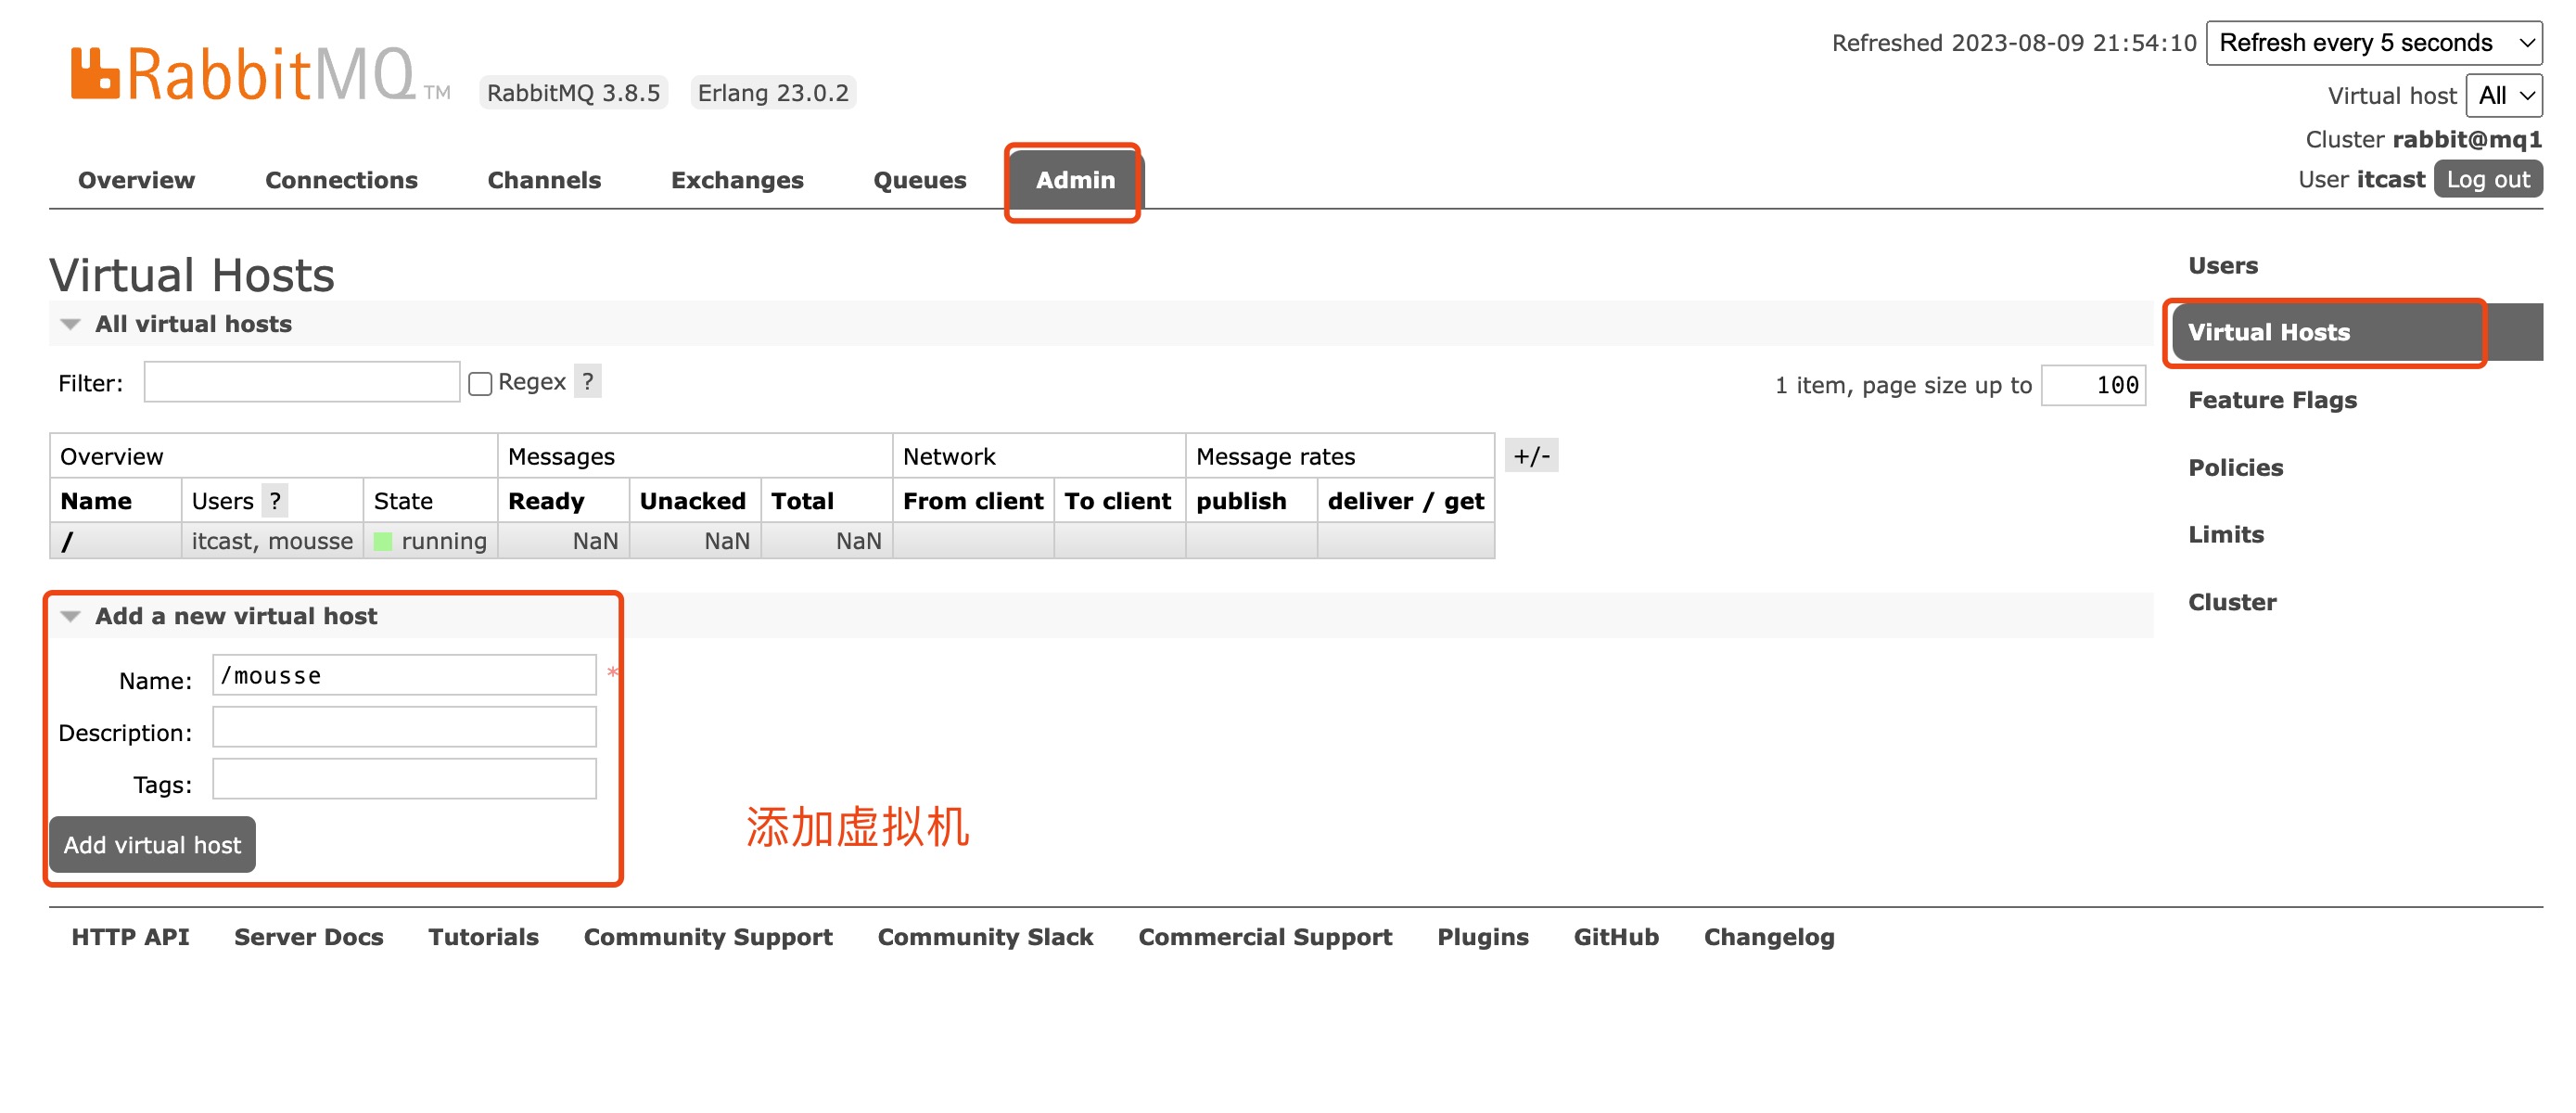 Refreshed 2023-08-09 21:54:10 Refresh every 5 seconds
RabbitMQ TM RabbitMQ 3.8.5 Erlang 23.0.2
Virtual host All
Cluster rabbit@mq1
User itcast Log out
Overview Connections Channels Exchanges Queues Admin
Virtual Hosts
All virtual hosts
Filter: Regex ? 1 item, page size up to 100
Overview Messages Network Message rates +/-
Name Users ? State Ready Unacked Total From client To client publish deliver / get
/ itcast, mousse running NaN NaN NaN
Add a new virtual host
Name: /mousse *
Description:
Tags:
Add virtual host
添加虚拟机
Users
Virtual Hosts
Feature Flags
Policies
Limits
Cluster
HTTP API Server Docs Tutorials Community Support Community Slack Commercial Support Plugins GitHub Changelog